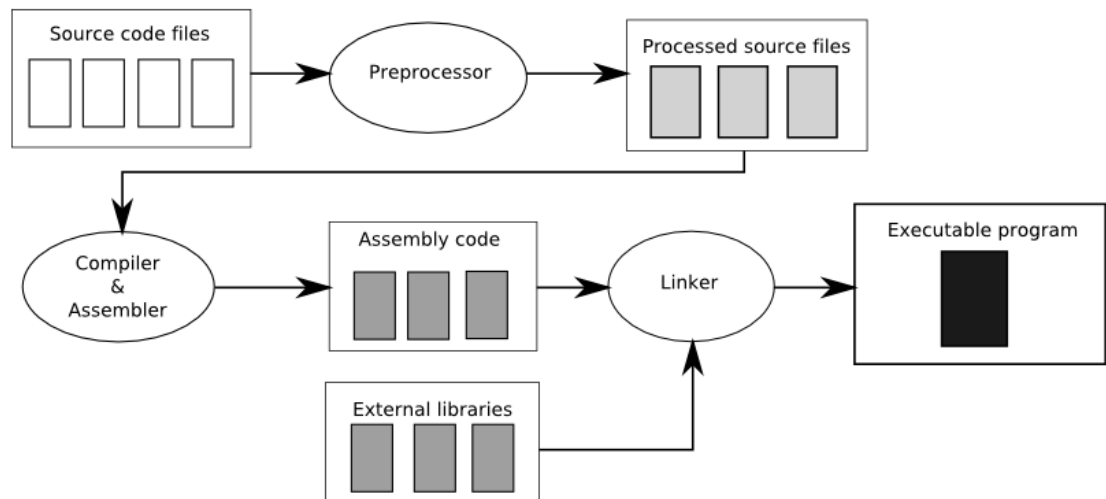 Source code files
Preprocessor
Processed source files
Compiler
&
Assembler
Assembly code
Linker
Executable program
External libraries